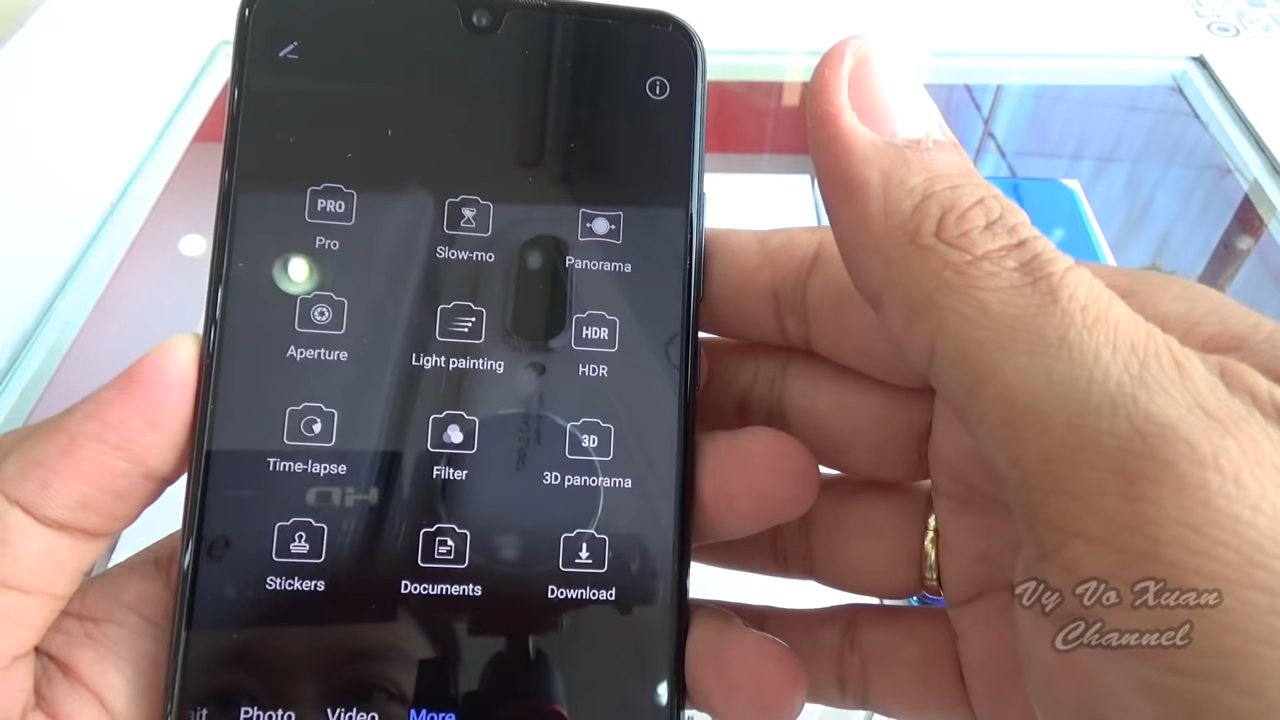 PRO
Pro
Slow-mo
Panorama
Aperture
Light painting
HDR
HDR
Time-lapse
Filter
3D
3D panorama
Stickers
Documents
Download
Photo
Video
More
Vy Vo Xuan
Channel